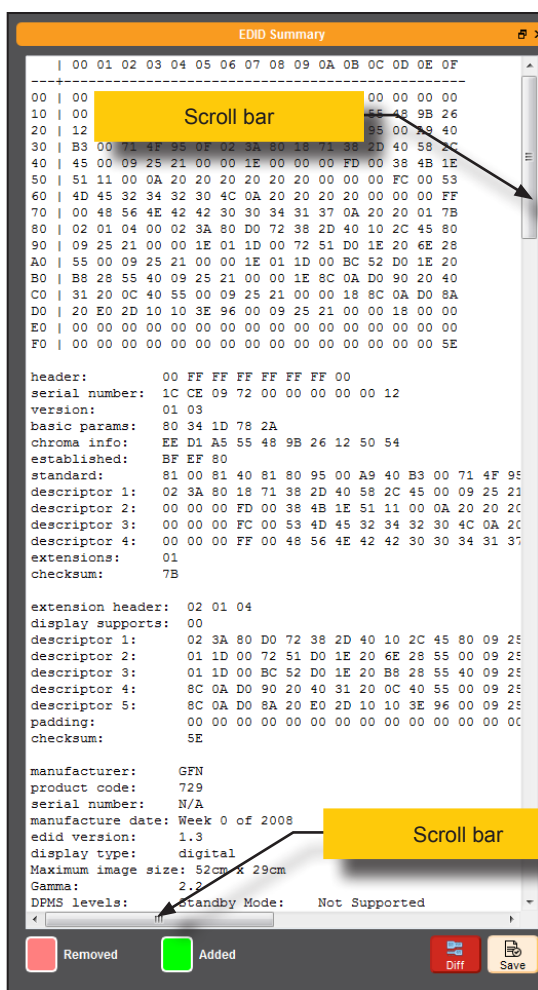 EDID Summary
| 00 01 02 03 04 05 06 07 08 09 0A 0B 0C 0D 0E 0F
---+------------------------------------------------
00 | 00 00 00 00 00
10 | 00 48 9B 26
20 | 12 95 00 A9 40
30 | B3 00 71 4F 95 0F 02 3A 80 18 71 38 2D 40 58 2C
40 | 45 00 09 25 21 00 00 1E 00 00 00 FD 00 38 4B 1E
50 | 51 11 00 0A 20 20 20 20 20 20 00 00 00 FC 00 53
60 | 4D 45 32 34 32 30 4C 0A 20 20 20 20 00 00 00 FF
70 | 00 48 56 4E 42 42 30 30 34 31 37 0A 20 20 01 7B
80 | 02 01 04 00 02 3A 80 D0 72 38 2D 40 10 2C 45 80
90 | 09 25 21 00 00 1E 01 1D 00 72 51 D0 1E 20 6E 28
A0 | 55 00 09 25 21 00 00 1E 01 1D 00 BC 52 D0 1E 20
B0 | B8 28 55 40 09 25 21 00 00 1E 8C 0A D0 90 20 40
C0 | 31 20 0C 40 55 00 09 25 21 00 00 18 8C 0A D0 8A
D0 | 20 E0 2D 10 10 3E 96 00 09 25 21 00 00 18 00 00
E0 | 00 00 00 00 00 00 00 00 00 00 00 00 00 00 00 00
F0 | 00 00 00 00 00 00 00 00 00 00 00 00 00 00 00 5E
Scroll bar
header: 00 FF FF FF FF FF FF 00
serial number: 1C CE 09 72 00 00 00 00 00 12
version: 01 03
basic params: 80 34 1D 78 2A
chroma info: EE D1 A5 55 48 9B 26 12 50 54
established: BF EF 80
standard: 81 00 81 40 81 80 95 00 A9 40 B3 00 71 4F 95
descriptor 1: 02 3A 80 18 71 38 2D 40 58 2C 45 00 09 25 21
descriptor 2: 00 00 00 FD 00 38 4B 1E 51 11 00 0A 20 20 20
descriptor 3: 00 00 00 FC 00 53 4D 45 32 34 32 30 4C 0A 20
descriptor 4: 00 00 00 FF 00 48 56 4E 42 42 30 30 34 31 37
extensions: 01
checksum: 7B
extension header: 02 01 04
display supports: 00
descriptor 1: 02 3A 80 D0 72 38 2D 40 10 2C 45 80 09 25
descriptor 2: 01 1D 00 72 51 D0 1E 20 6E 28 55 00 09 25
descriptor 3: 01 1D 00 BC 52 D0 1E 20 B8 28 55 40 09 25
descriptor 4: 8C 0A D0 90 20 40 31 20 0C 40 55 00 09 25
descriptor 5: 8C 0A D0 8A 20 E0 2D 10 10 3E 96 00 09 25
padding: 00 00 00 00 00 00 00 00 00 00 00 00 00 00
checksum: 5E
manufacturer: GFN
product code: 729
serial number: N/A
manufacture date: Week 0 of 2008
edid version: 1.3
display type: digital
Maximum image size: 52cm x 29cm
Gamma: 2.2
DPMS levels: Standby Mode: Not Supported
Scroll bar
Removed Added Diff Save